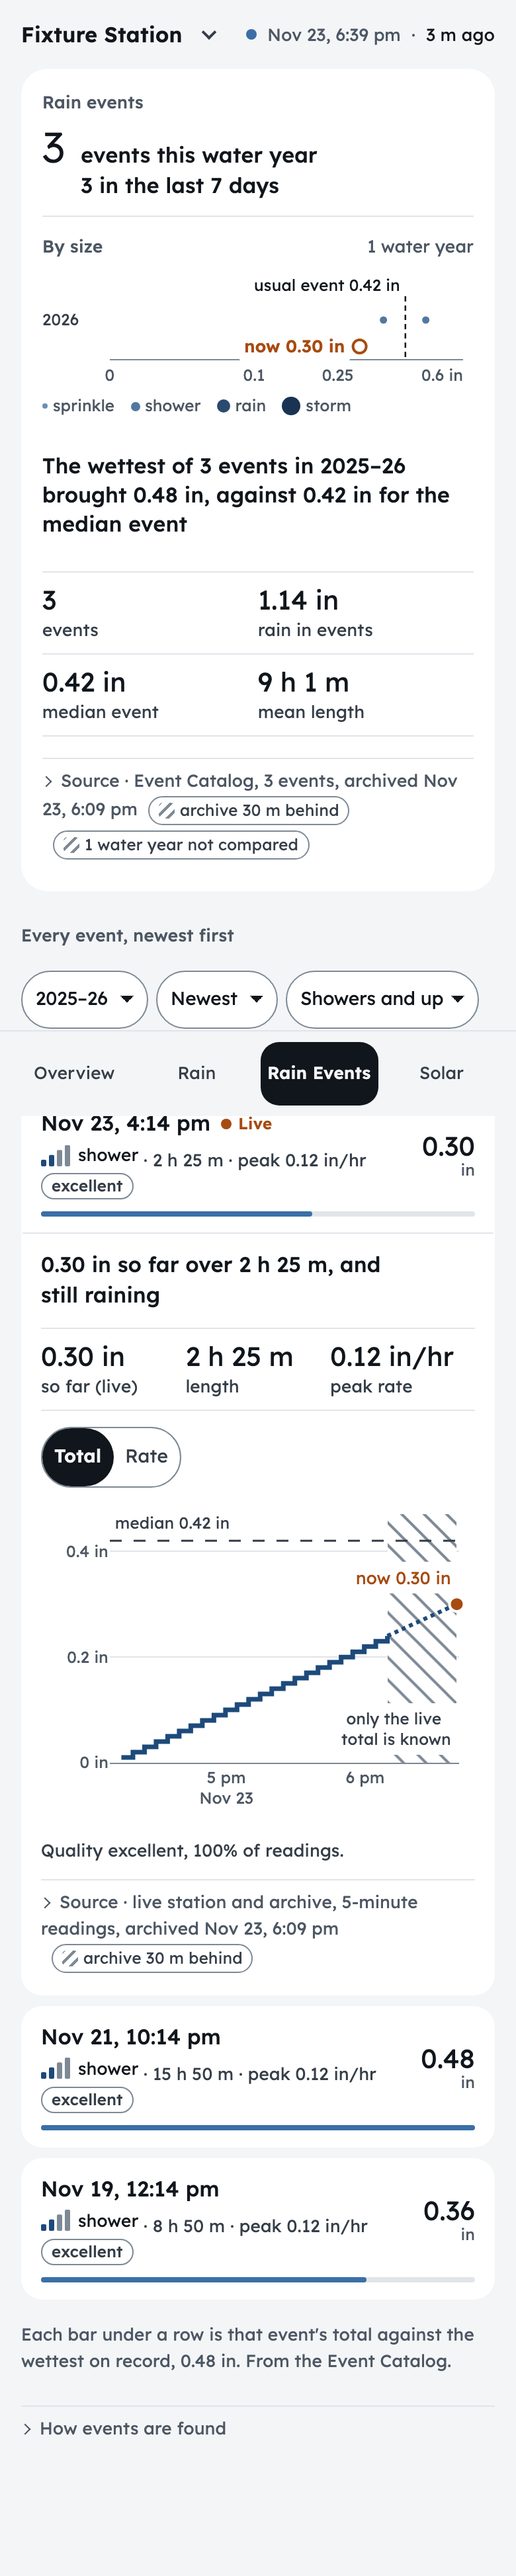 Fixture Station
Nov 23, 6:39 pm · 3 m ago
Rain events
3 events this water year
3 in the last 7 days
By size
1 water year
usual event 0.42 in
2026
now 0.30 in
0 0.1 0.25 0.6 in
sprinkle shower rain storm
The wettest of 3 events in 2025–26
brought 0.48 in, against 0.42 in for the
median event
3 1.14 in
events rain in events
0.42 in 9 h 1 m
median event mean length
Source · Event Catalog, 3 events, archived Nov
23, 6:09 pm archive 30 m behind
1 water year not compared
Every event, newest first
2025–26 Newest Showers and up
Overview Rain Rain Events Solar
Nov 23, 4:14 pm Live
shower · 2 h 25 m · peak 0.12 in/hr
0.30
in
excellent
0.30 in so far over 2 h 25 m, and
still raining
0.30 in 2 h 25 m 0.12 in/hr
so far (live) length peak rate
Total Rate
median 0.42 in
0.4 in
now 0.30 in
0.2 in
only the live
total is known
0 in
5 pm 6 pm
Nov 23
Quality excellent, 100% of readings.
Source · live station and archive, 5-minute
readings, archived Nov 23, 6:09 pm
archive 30 m behind
Nov 21, 10:14 pm
shower · 15 h 50 m · peak 0.12 in/hr
0.48
in
excellent
Nov 19, 12:14 pm
shower · 8 h 50 m · peak 0.12 in/hr
0.36
in
excellent
Each bar under a row is that event's total against the
wettest on record, 0.48 in. From the Event Catalog.
How events are found